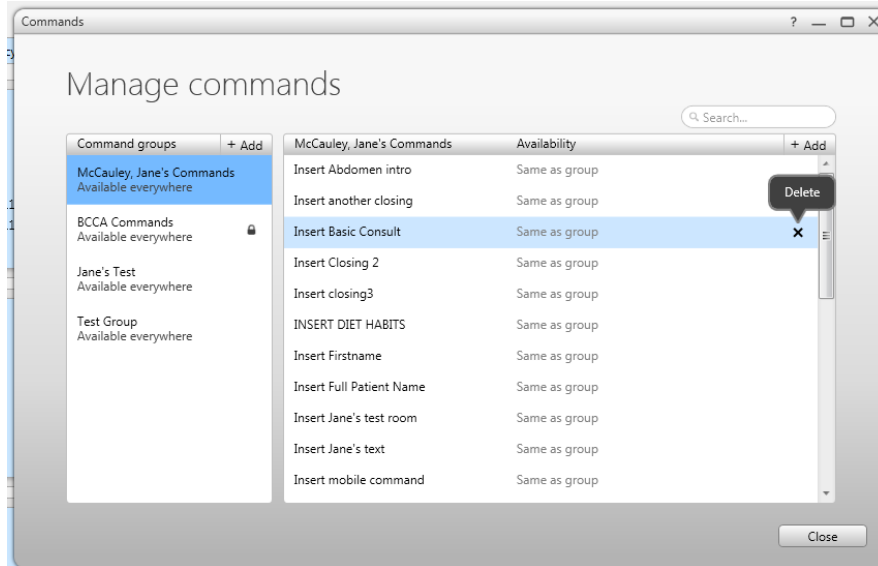 Commands
?
Manage commands
Search...
Command groups + Add
McCauley, Jane's Commands
Available everywhere
BCCA Commands
Available everywhere
Jane's Test
Available everywhere
Test Group
Available everywhere
McCauley, Jane's Commands Availability + Add
Insert Abdomen intro Same as group
Delete
Insert another closing Same as group
Insert Basic Consult Same as group
Insert Closing 2 Same as group
Insert closing3 Same as group
INSERT DIET HABITS Same as group
Insert Firstname Same as group
Insert Full Patient Name Same as group
Insert Jane's test room Same as group
Insert Jane's text Same as group
Insert mobile command Same as group
Close